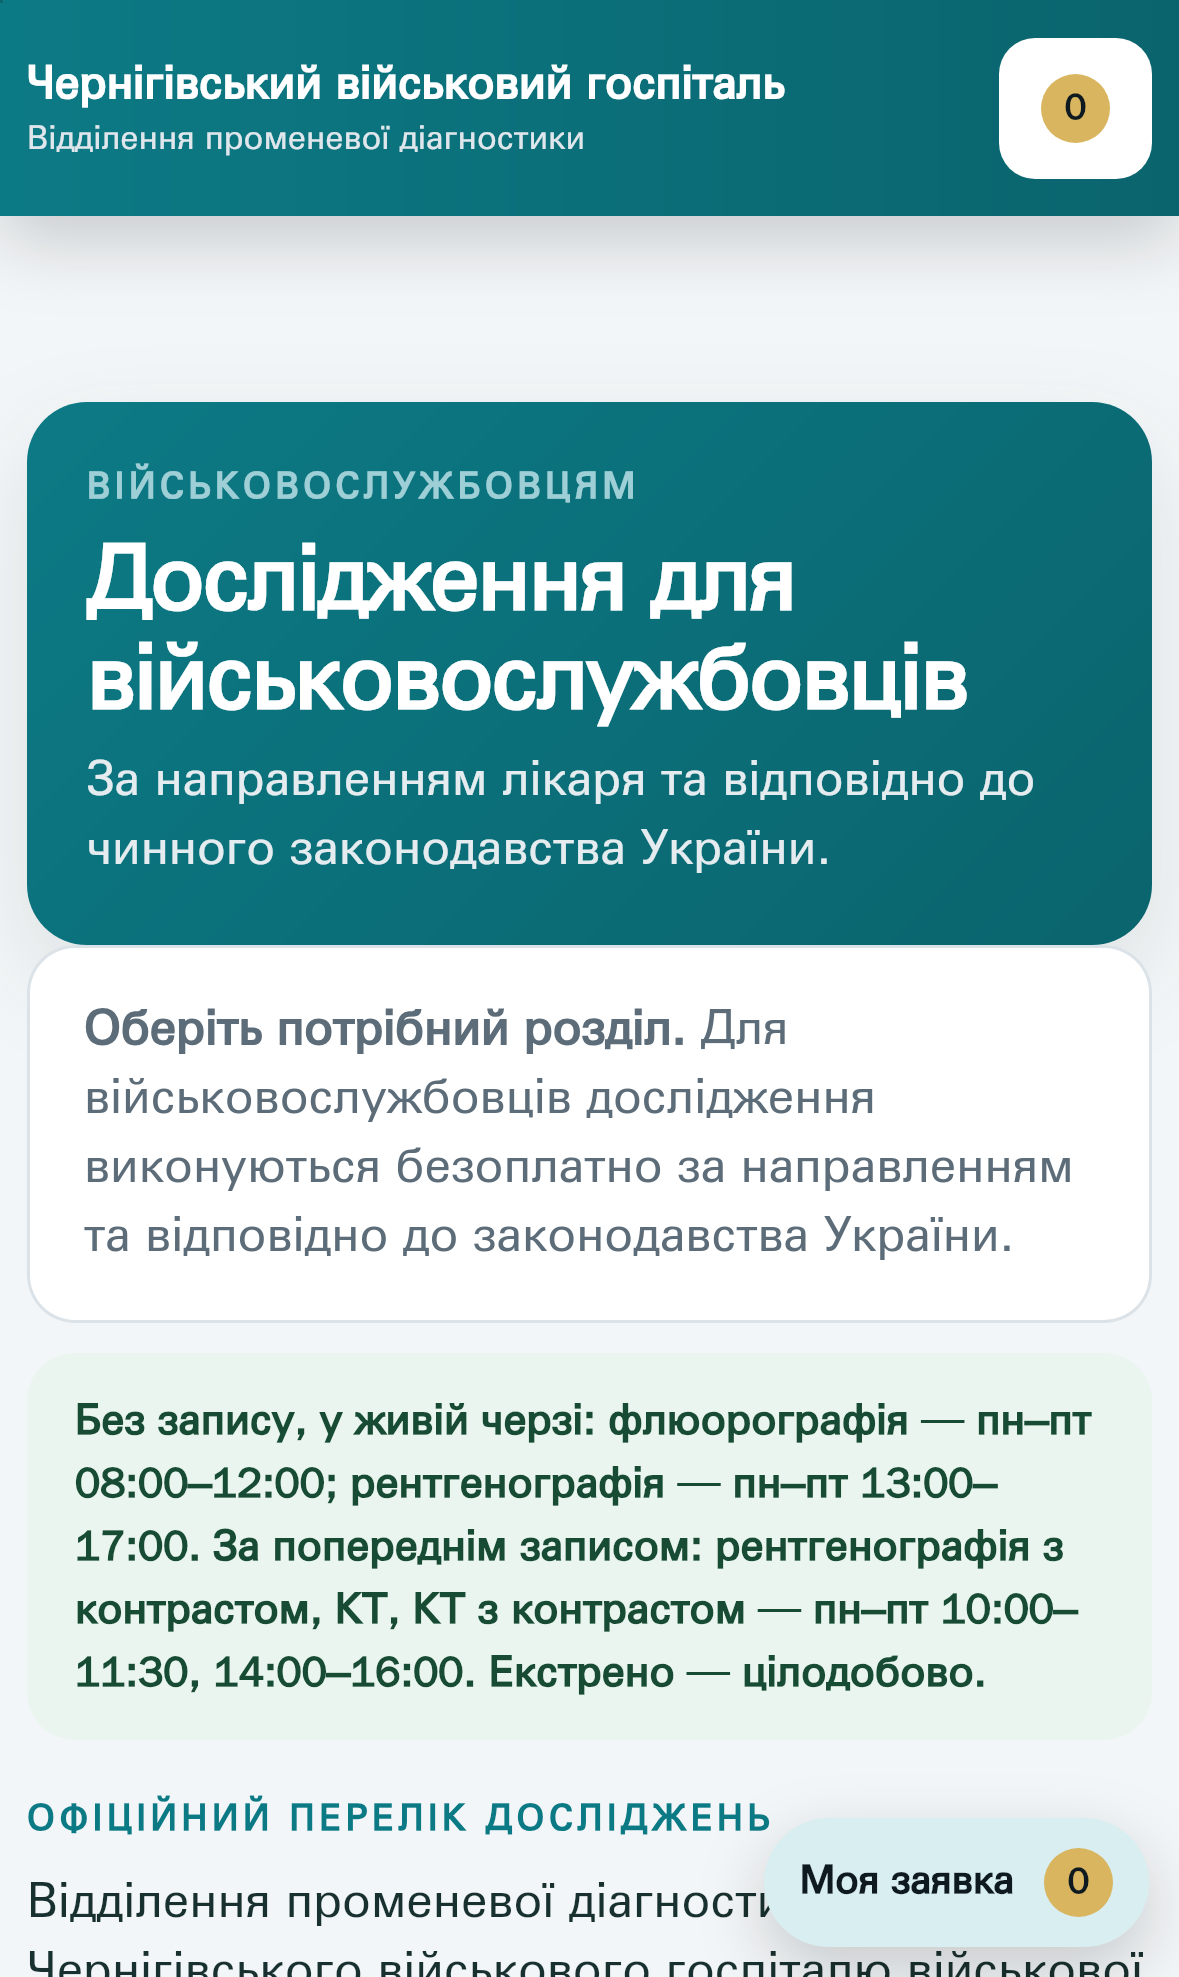 Чернігівський військовий госпіталь
Відділення променевої діагностики
0
ВІЙСЬКОВОСЛУЖБОВЦЯМ
Дослідження для
військовослужбовців
За направленням лікаря та відповідно до
чинного законодавства України.
Оберіть потрібний розділ. Для
військовослужбовців дослідження
виконуються безоплатно за направленням
та відповідно до законодавства України.
Без запису, у живій черзі: флюорографія — пн–пт
08:00–12:00; рентгенографія — пн–пт 13:00–
17:00. За попереднім записом: рентгенографія з
контрастом, КТ, КТ з контрастом — пн–пт 10:00–
11:30, 14:00–16:00. Екстрено — цілодобово.
ОФІЦІЙНИЙ ПЕРЕЛІК ДОСЛІДЖЕНЬ
Моя заявка 0
Відділення променевої
Чернігівського військового госпіталю військової